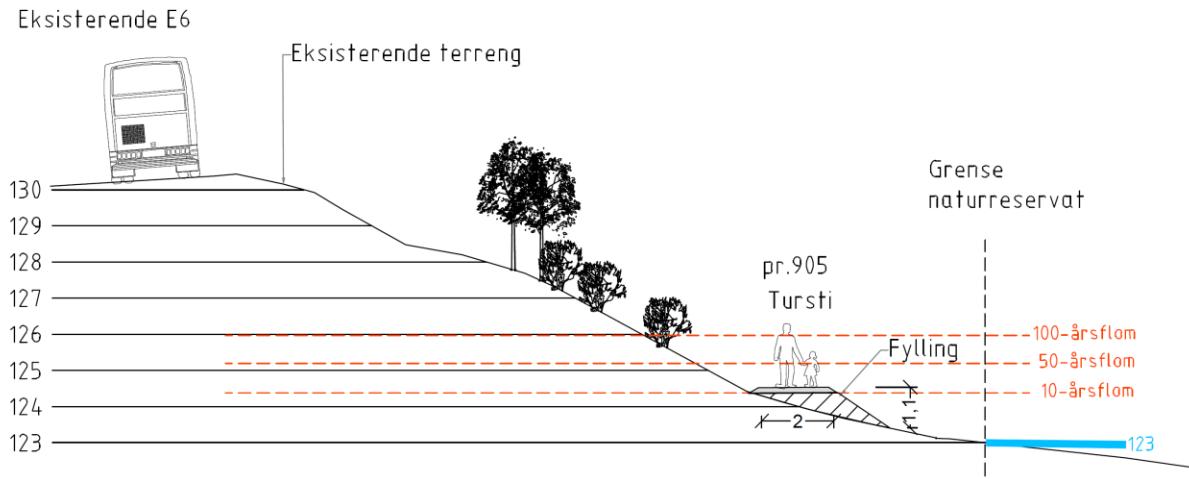 Eksisterende E6
Eksisterende terreng
Grense
naturreservat
130
129
128
127
126
125
124
123
pr.905
Tursti
Fylling
100-årsflom
50-årsflom
10-årsflom
2
1,1
123